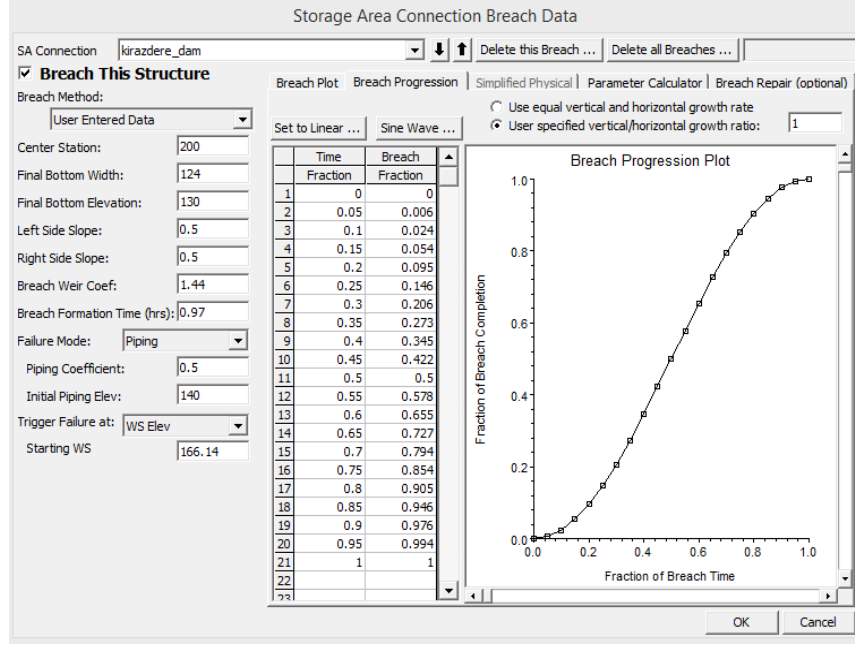 Storage Area Connection Breach Data
SA Connection kirazdere_dam Delete this Breach ... Delete all Breaches ...
Breach This Structure
Breach Method:
User Entered Data
Center Station: 200
Final Bottom Width: 124
Final Bottom Elevation: 130
Left Side Slope: 0.5
Right Side Slope: 0.5
Breach Weir Coef: 1.44
Breach Formation Time (hrs): 0.97
Failure Mode: Piping
Piping Coefficient: 0.5
Initial Piping Elev: 140
Trigger Failure at: WS Elev
Starting WS 166.14
Breach Plot Breach Progression Simplified Physical Parameter Calculator Breach Repair (optional)
Use equal vertical and horizontal growth rate
Set to Linear ... Sine Wave ... User specified vertical/horizontal growth ratio: 1
Time Breach
Fraction Fraction
1 0 0
2 0.05 0.006
3 0.1 0.024
4 0.15 0.054
5 0.2 0.095
6 0.25 0.146
7 0.3 0.206
8 0.35 0.273
9 0.4 0.345
10 0.45 0.422
11 0.5 0.5
12 0.55 0.578
13 0.6 0.655
14 0.65 0.727
15 0.7 0.794
16 0.75 0.854
17 0.8 0.905
18 0.85 0.946
19 0.9 0.976
20 0.95 0.994
21 1 1
22
23
Breach Progression Plot
Fraction of Breach Completion
1.0
0.8
0.6
0.4
0.2
0.0
0.0 0.2 0.4 0.6 0.8 1.0
Fraction of Breach Time
OK Cancel